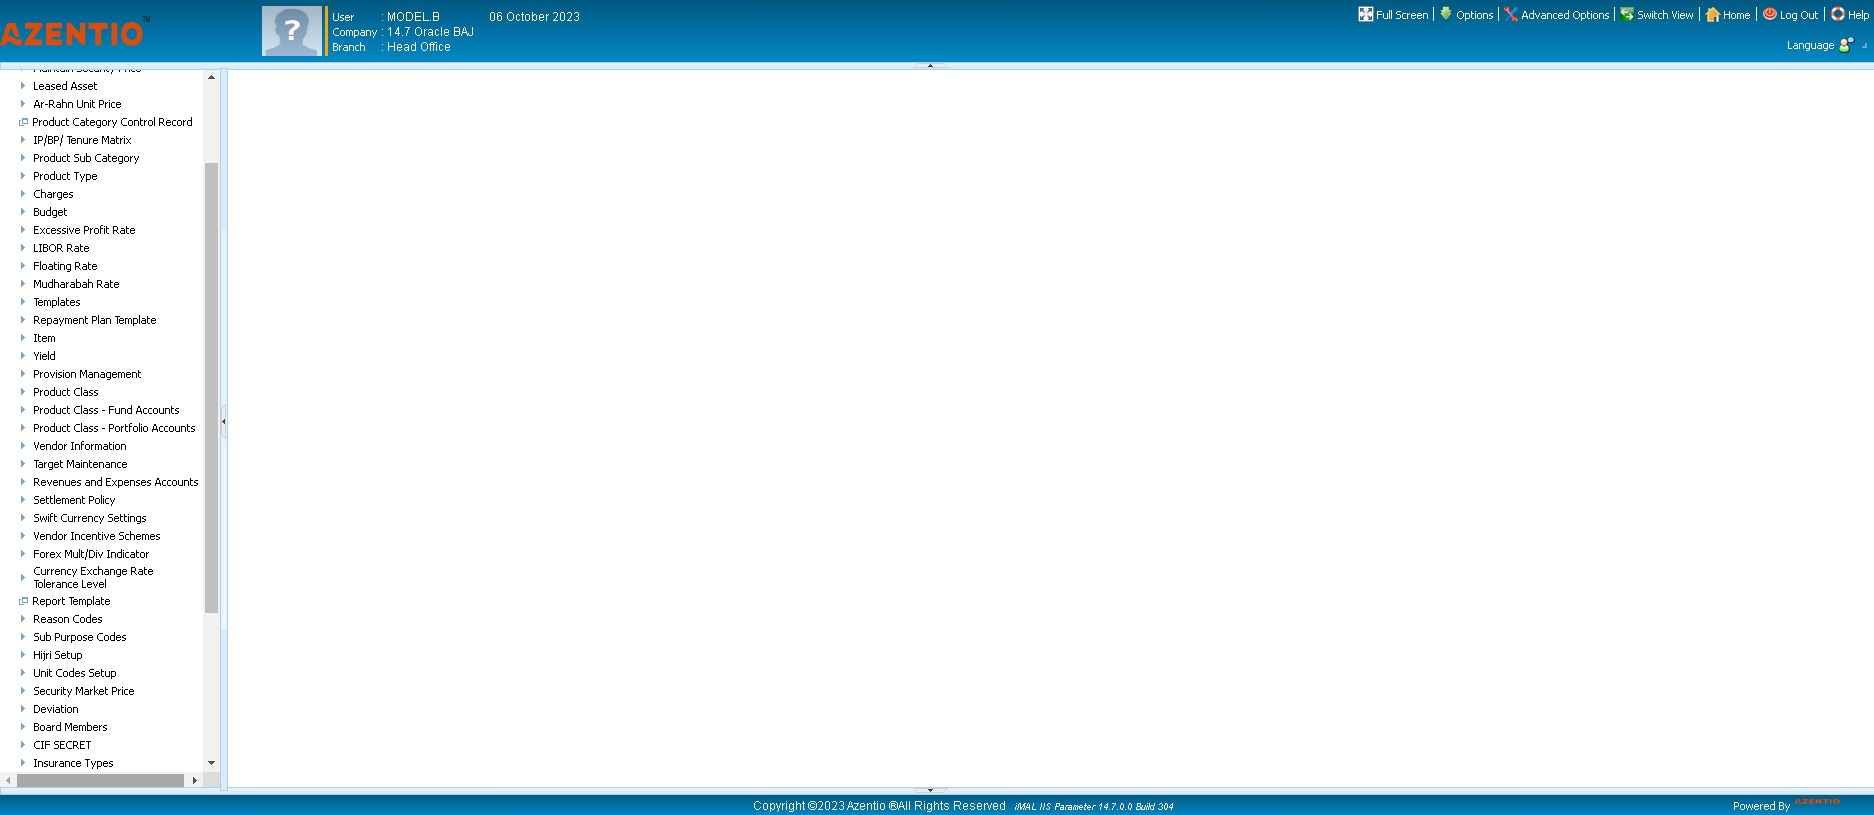 AZENTIO™
User : MODEL.B 06 October 2023
Company : 14.7 Oracle BAJ
Branch : Head Office
Full Screen | Options | Advanced Options | Switch View | Home | Log Out | Help
Language
Maintain Security Price
Leased Asset
Ar-Rahn Unit Price
Product Category Control Record
IP/BP/ Tenure Matrix
Product Sub Category
Product Type
Charges
Budget
Excessive Profit Rate
LIBOR Rate
Floating Rate
Mudharabah Rate
Templates
Repayment Plan Template
Item
Yield
Provision Management
Product Class
Product Class - Fund Accounts
Product Class - Portfolio Accounts
Vendor Information
Target Maintenance
Revenues and Expenses Accounts
Settlement Policy
Swift Currency Settings
Vendor Incentive Schemes
Forex Mult/Div Indicator
Currency Exchange Rate
Tolerance Level
Report Template
Reason Codes
Sub Purpose Codes
Hijri Setup
Unit Codes Setup
Security Market Price
Deviation
Board Members
CIF SECRET
Insurance Types
Copyright ©2023 Azentio ®All Rights Reserved iMAL IIS Parameter 14.7.0.0 Build 304
Powered By AZENTIO